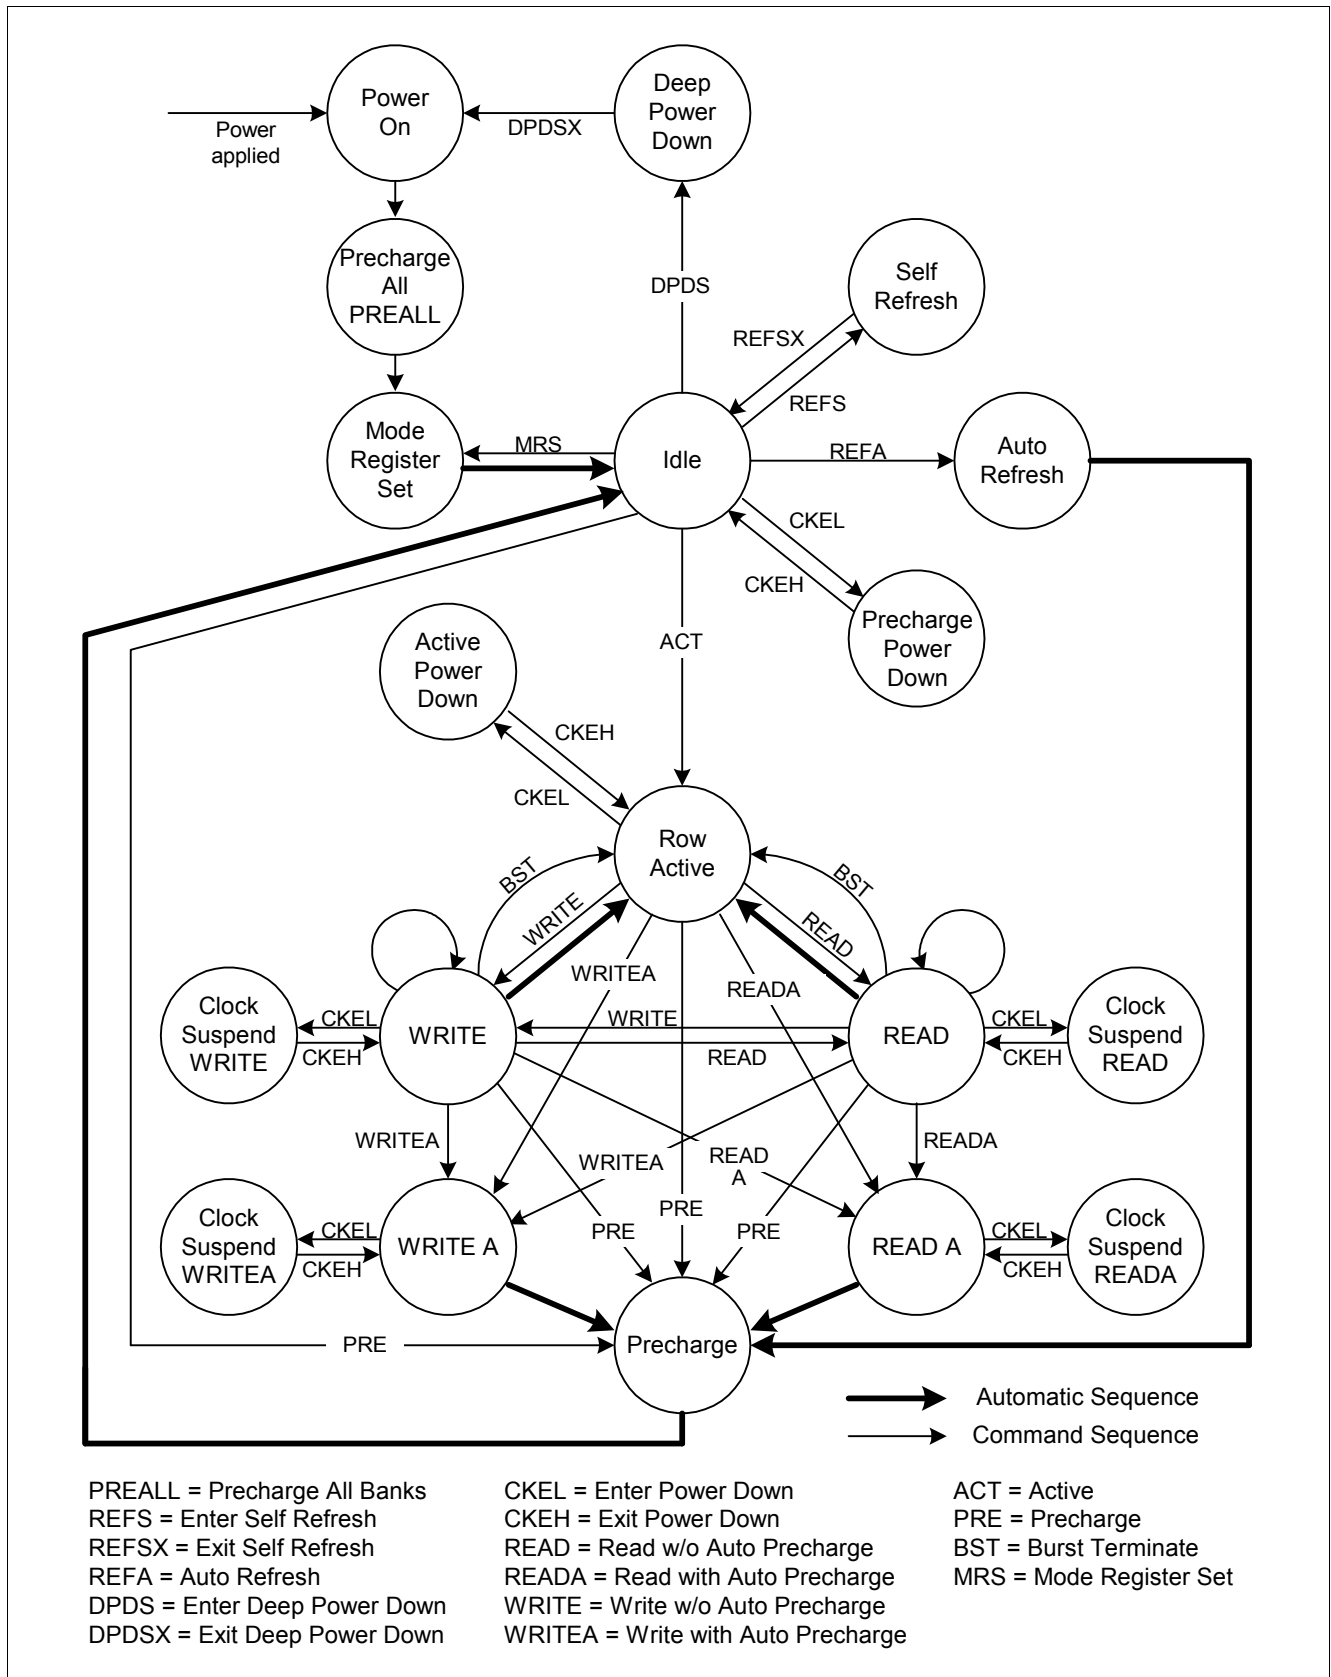 Power
On
Deep
Power
Down
Power
applied
DPDSX
Precharge
All
PREALL
DPDS
Self
Refresh
REFSX
REFS
Mode
Register
Set
MRS
Idle
REFA
Auto
Refresh
CKEL
CKEH
Precharge
Power
Down
ACT
Active
Power
Down
CKEH
CKEL
Row
Active
BST
WRITE
READ
BST
WRITEA
READA
Clock
Suspend
WRITE
CKEL
CKEH
WRITE
WRITE
READ
READ
CKEL
CKEH
Clock
Suspend
READ
WRITEA
WRITEA
READ
A
READA
Clock
Suspend
WRITEA
CKEL
CKEH
WRITE A
PRE
PRE
PRE
READ A
CKEL
CKEH
Clock
Suspend
READA
PRE
Precharge
Automatic Sequence
Command Sequence
PREALL = Precharge All Banks
REFS = Enter Self Refresh
REFSX = Exit Self Refresh
REFA = Auto Refresh
DPDS = Enter Deep Power Down
DPDSX = Exit Deep Power Down
CKEL = Enter Power Down
CKEH = Exit Power Down
READ = Read w/o Auto Precharge
READA = Read with Auto Precharge
WRITE = Write w/o Auto Precharge
WRITEA = Write with Auto Precharge
ACT = Active
PRE = Precharge
BST = Burst Terminate
MRS = Mode Register Set